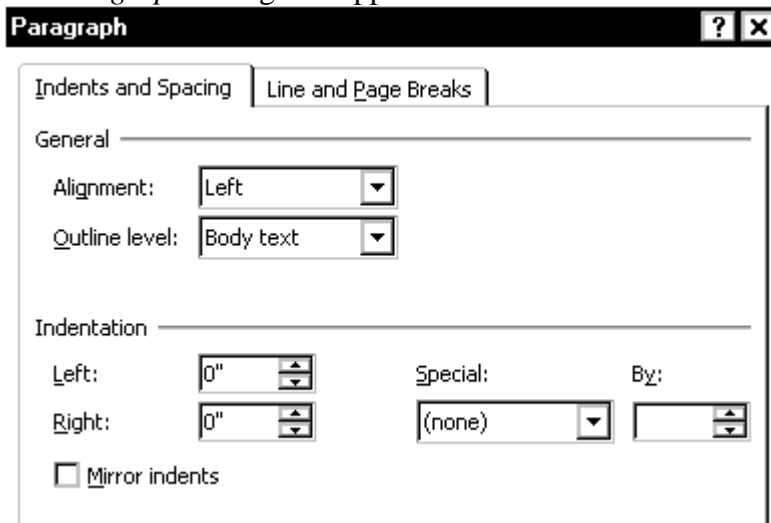 Paragraph ? X
Indents and Spacing Line and Page Breaks
General
Alignment: Left
Outline level: Body text
Indentation
Left: 0" Special: By:
Right: 0" (none)
Mirror indents